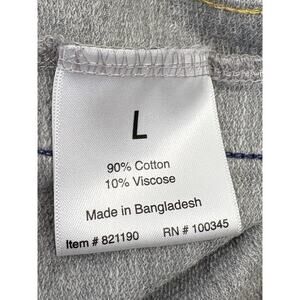 L
90% Cotton
10% Viscose
Made in Bangladesh
Item # 821190 RN # 100345